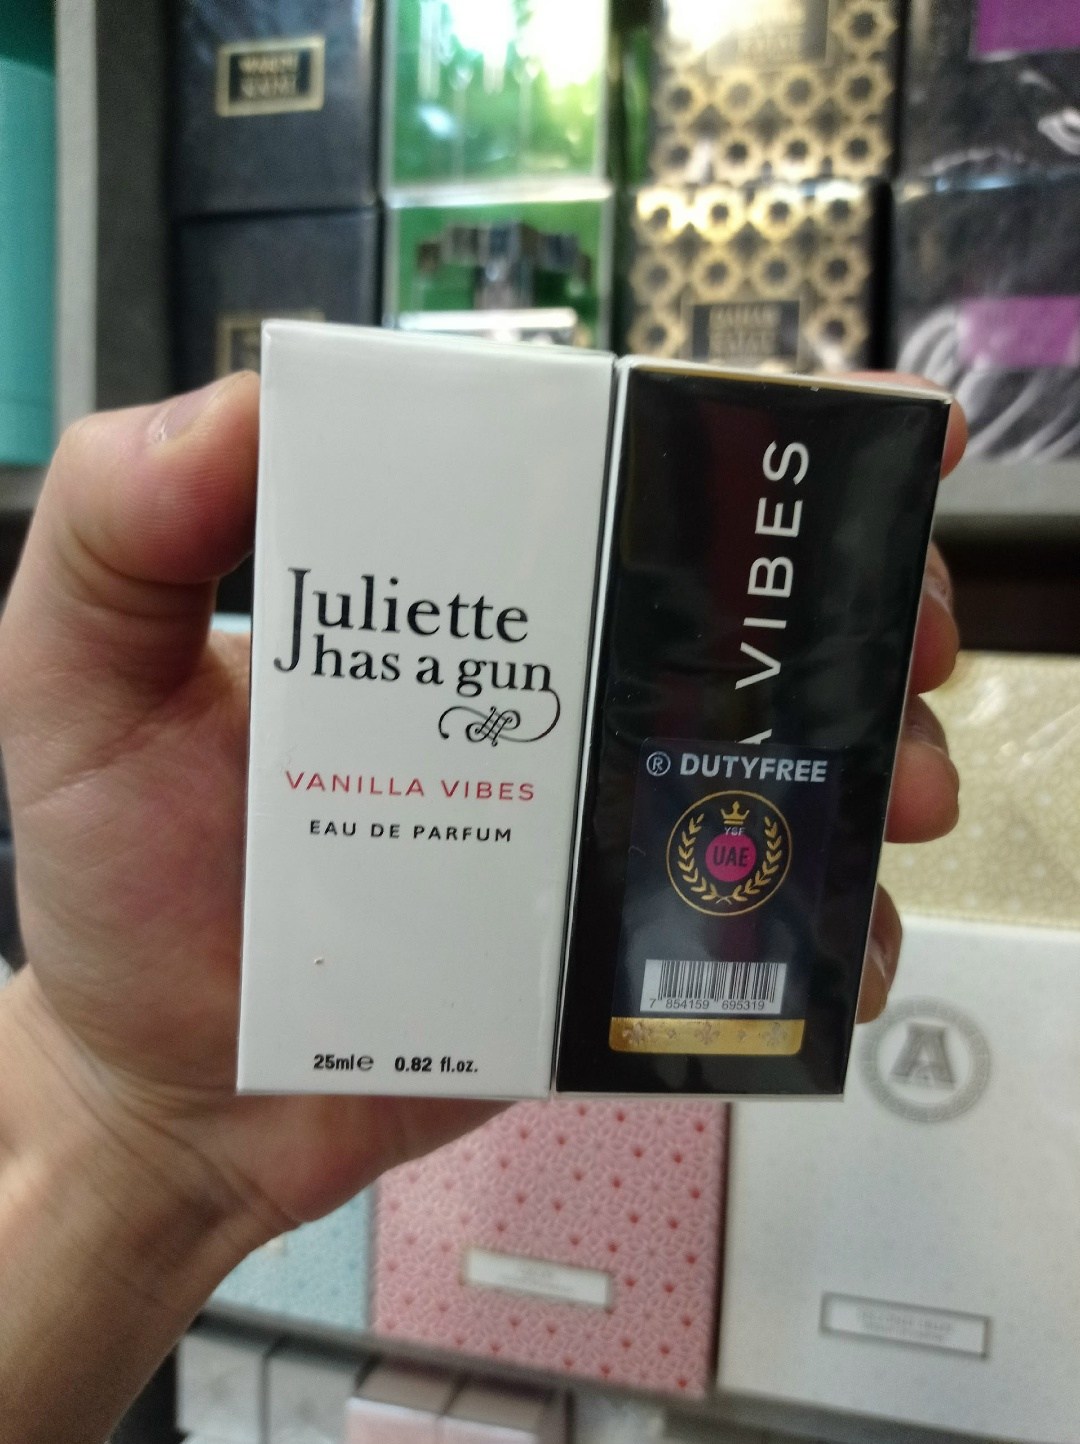 Juliette
has a gun
VANILLA VIBES
EAU DE PARFUM
25ml℮ 0.82 fl.oz.
A VIBES
® DUTYFREE
YSF
UAE
7 854159 695319
A